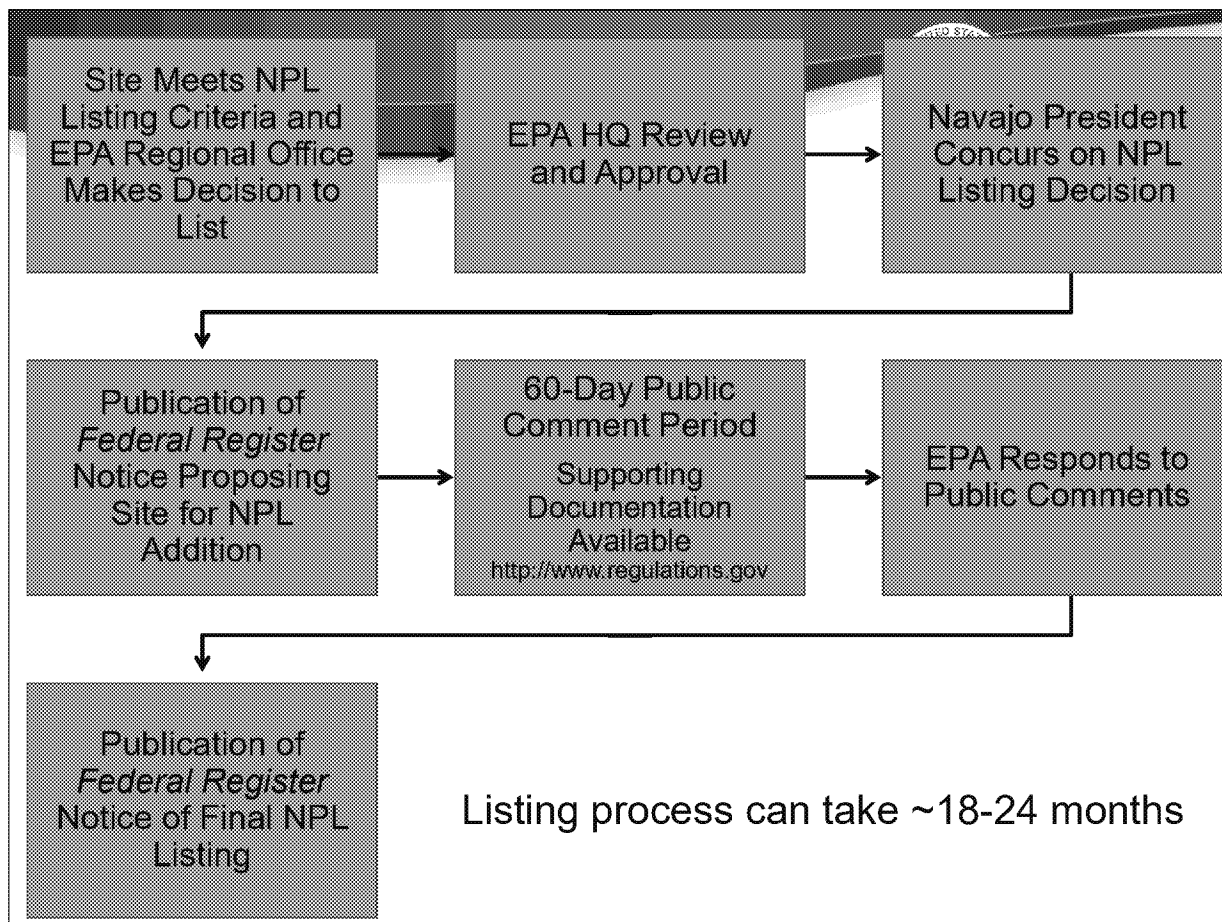 Site Meets NPL
Listing Criteria and
EPA Regional Office
Makes Decision to
List
EPA HQ Review
and Approval
Navajo President
Concurs on NPL
Listing Decision
Publication of
Federal Register
Notice Proposing
Site for NPL
Addition
60-Day Public
Comment Period
Supporting
Documentation
Available
http://www.regulations.gov
EPA Responds to
Public Comments
Publication of
Federal Register
Notice of Final NPL
Listing
Listing process can take ~18-24 months